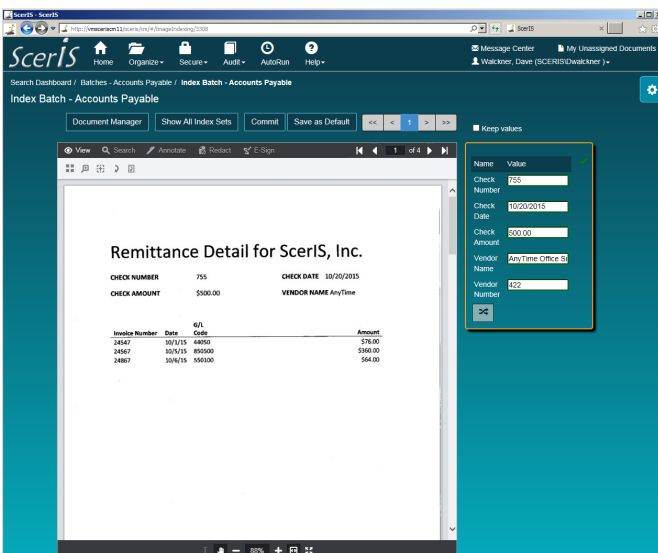 ScerIS - ScerIS
http://vmsceriscm11/sceris/cm/#/ImageIndexing/3308
ScerIS
ScerIS
Home Organize Secure Audit AutoRun Help
Message Center My Unassigned Documents
Walckner, Dave (SCERIS\Dwalckner )
Search Dashboard / Batches - Accounts Payable / Index Batch - Accounts Payable
Index Batch - Accounts Payable
Document Manager Show All Index Sets Commit Save as Default << < 1 > >>
Keep values
View Search Annotate Redact E-Sign 1 of 4
Name Value
Check Number 755
Check Date 10/20/2015
Check Amount 500.00
Vendor Name AnyTime Office S
Vendor Number 422
Remittance Detail for ScerIS, Inc.
CHECK NUMBER 755 CHECK DATE 10/20/2015
CHECK AMOUNT $500.00 VENDOR NAME AnyTime
G/L
Invoice Number Date Code Amount
24547 10/1/15 44050 $76.00
24567 10/5/15 850500 $360.00
24867 10/6/15 550100 $64.00
88%